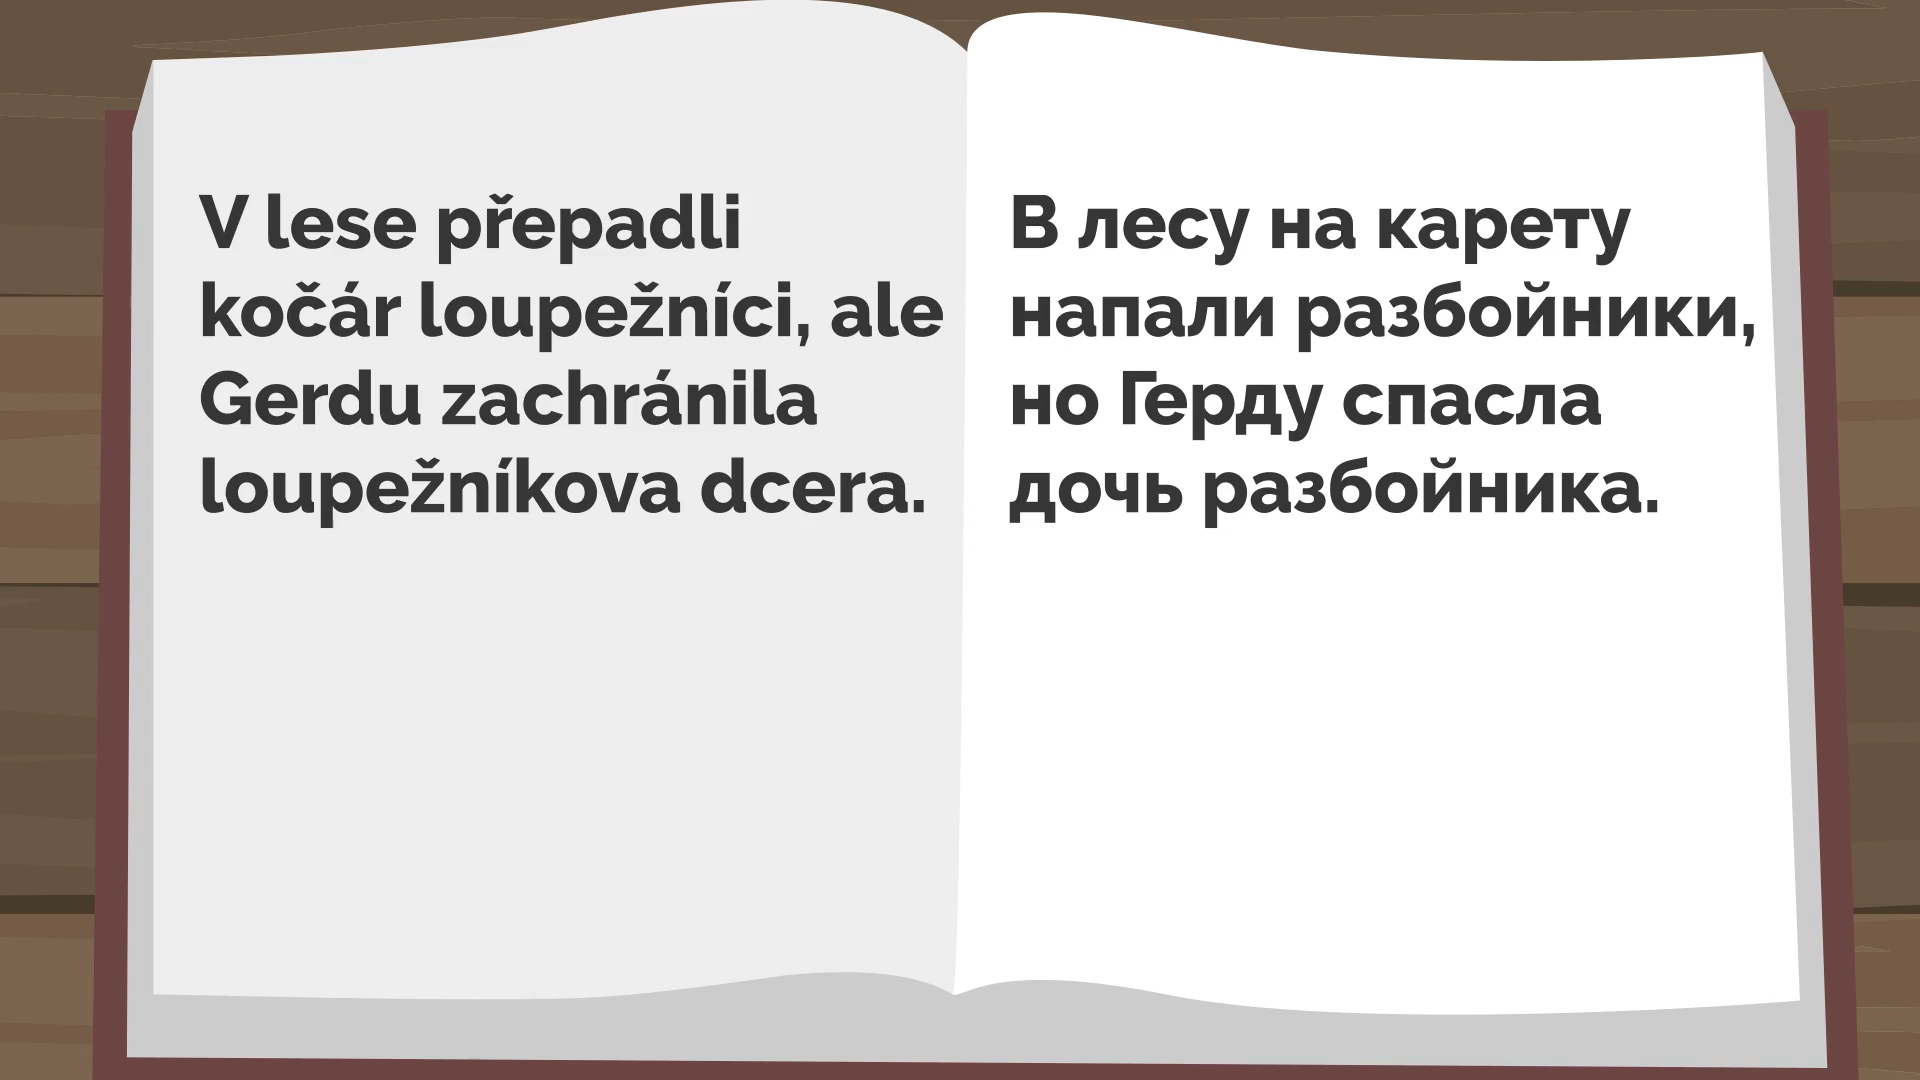 V lese přepadli
kočár loupežníci, ale
Gerdu zachránila
loupežníkova dcera.
В лесу на карету
напали разбойники,
но Герду спасла
дочь разбойника.